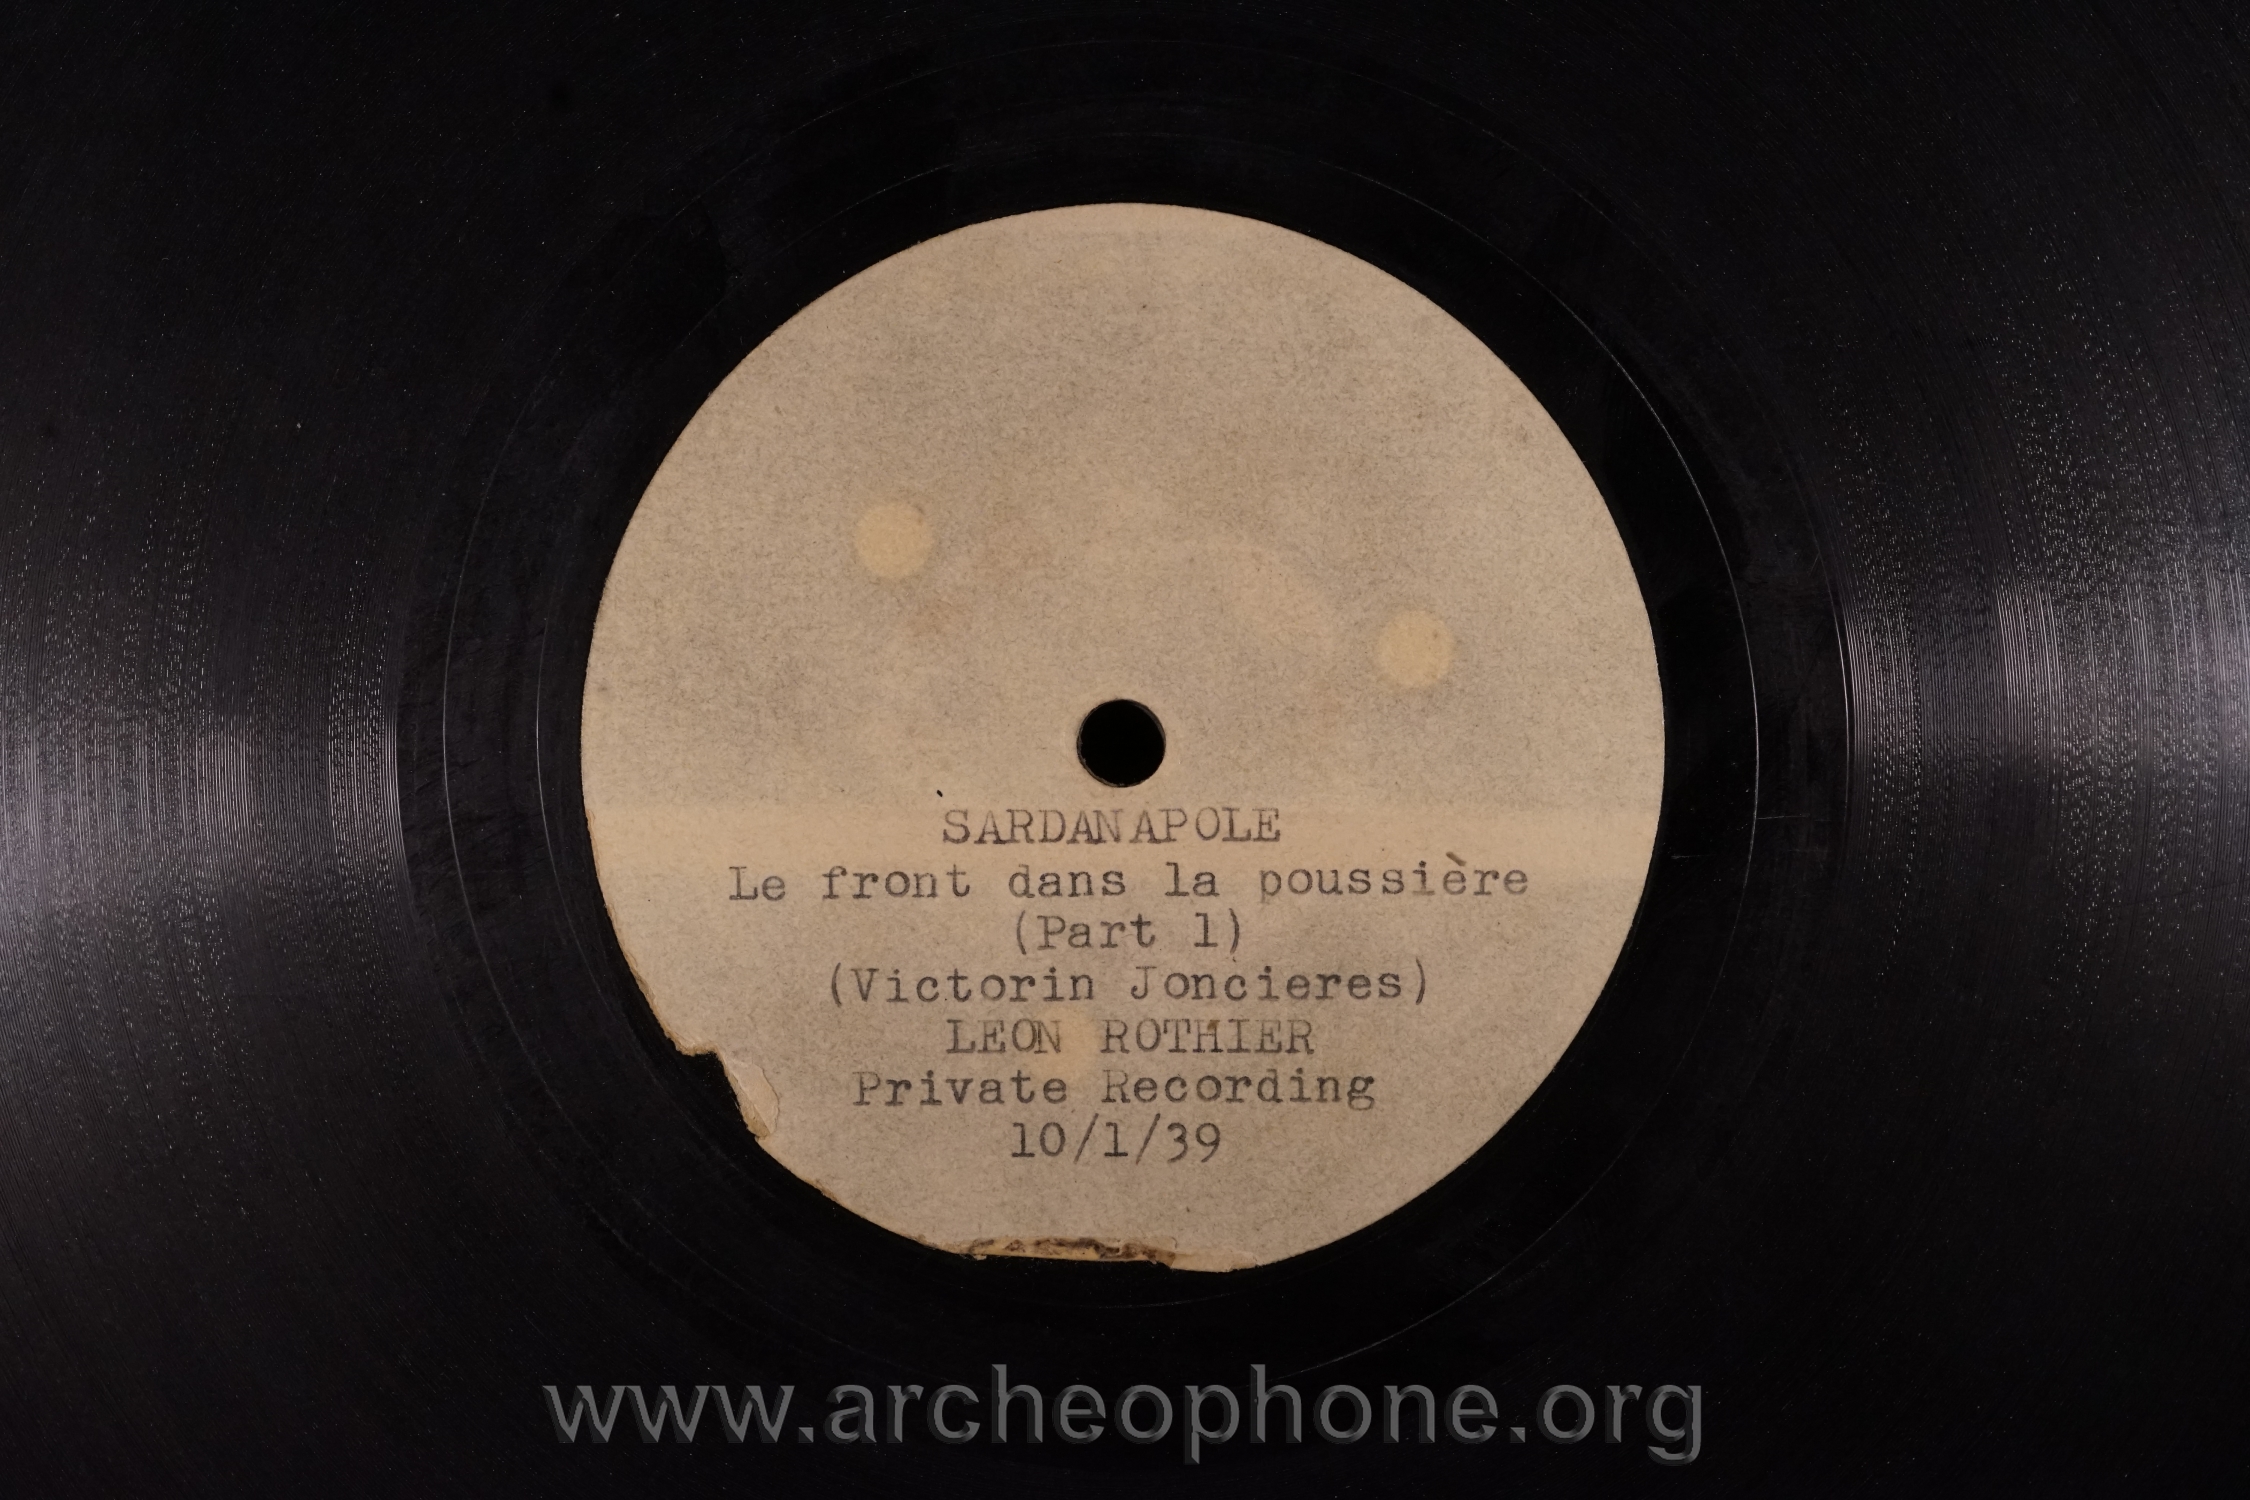 SARDANAPOLE
Le front dans la poussière
(Part 1)
(Victorin Joncieres)
LEON ROTHIER
Private Recording
10/1/39
www.archeophone.org